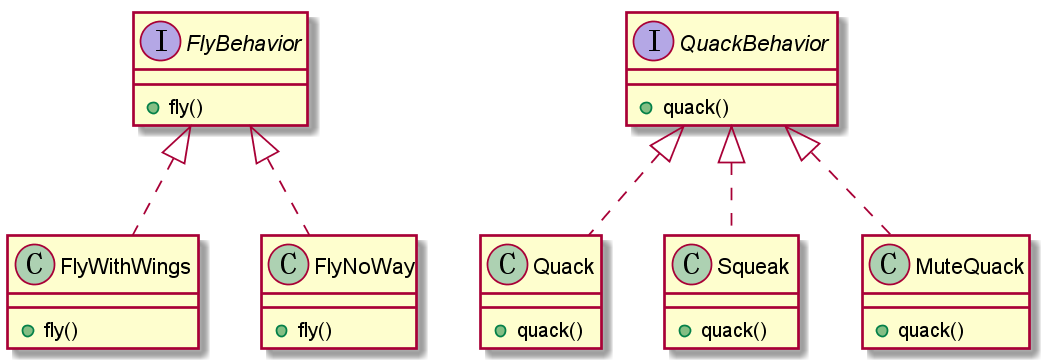 I FlyBehavior
fly()
I QuackBehavior
quack()
C FlyWithWings
fly()
C FlyNoWay
fly()
C Quack
quack()
C Squeak
quack()
C MuteQuack
quack()